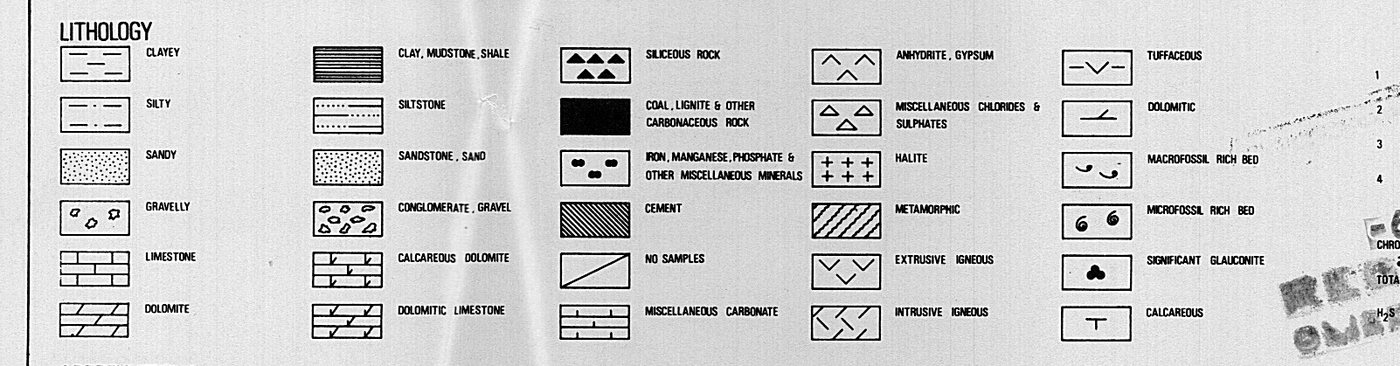 LITHOLOGY
CLAYEY
SILTY
SANDY
GRAVELLY
LIMESTONE
DOLOMITE
CLAY, MUDSTONE, SHALE
SILTSTONE
SANDSTONE, SAND
CONGLOMERATE, GRAVEL
CALCAREOUS DOLOMITE
DOLOMITIC LIMESTONE
SILICEOUS ROCK
COAL, LIGNITE & OTHER
CARBONACEOUS ROCK
IRON, MANGANESE, PHOSPHATE &
OTHER MISCELLANEOUS MINERALS
CEMENT
NO SAMPLES
MISCELLANEOUS CARBONATE
ANHYDRITE, GYPSUM
MISCELLANEOUS CHLORIDES &
SULPHATES
HALITE
METAMORPHIC
EXTRUSIVE IGNEOUS
INTRUSIVE IGNEOUS
TUFFACEOUS
DOLOMITIC
MACROFOSSIL RICH BED
MICROFOSSIL RICH BED
SIGNIFICANT GLAUCONITE
CALCAREOUS
1
2
3
4
CHRO
TOTA
H₂S